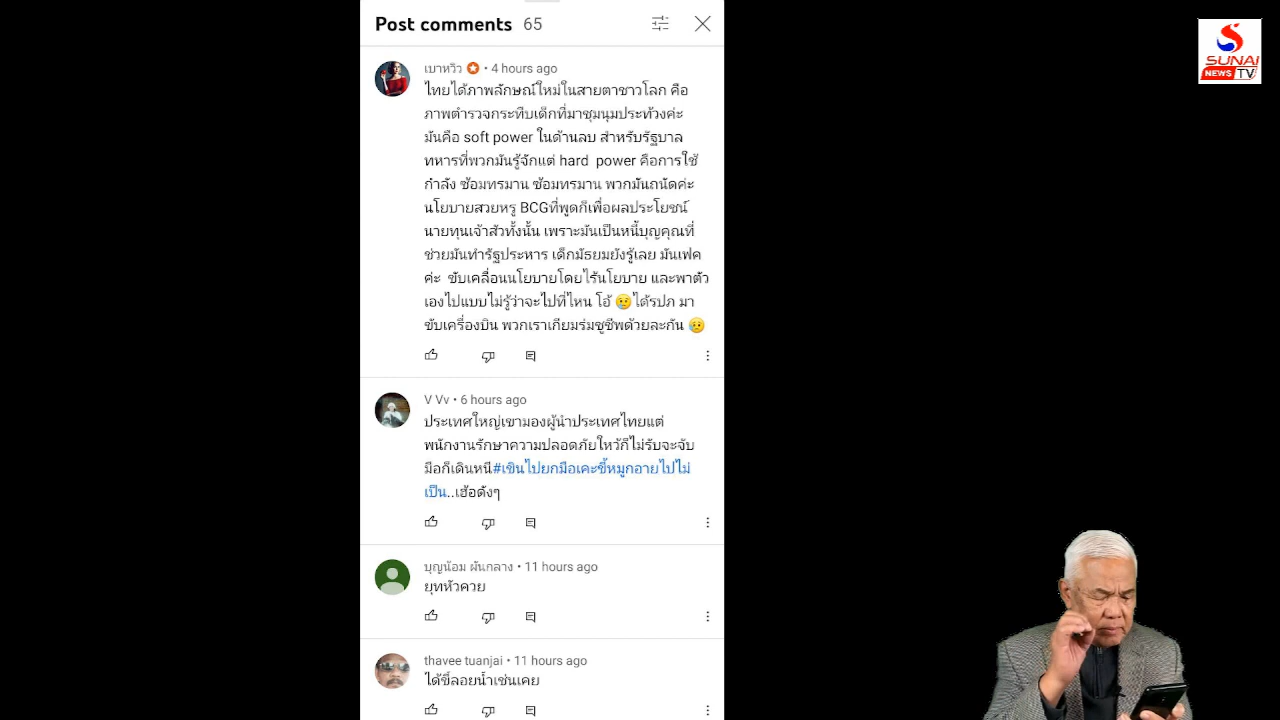 Post comments 65
SUNAI
NEWS TV
เบาหวิว • 4 hours ago
ไทยได้ภาพลักษณ์ใหม่ในสายตาชาวโลก คือ
ภาพตำรวจกระทืบเด็กที่มาชุมนุมประท้วงค่ะ
มันคือ soft power ในด้านลบ สำหรับรัฐบาล
ทหารที่พวกมันรู้จักแต่ hard power คือการใช้
กำลัง ซ้อมทรมาน ซ้อมทรมาน พวกมันถนัดค่ะ
นโยบายสวยหรู BCGที่พูดก็เพื่อผลประโยชน์
นายทุนเจ้าสัวทั้งนั้น เพราะมันเป็นหนี้บุญคุณที่
ช่วยมันทำรัฐประหาร เด็กมัธยมยังรู้เลย มันเฟค
ค่ะ ขับเคลื่อนนโยบายโดยไร้นโยบาย และพาตัว
เองไปแบบไม่รู้ว่าจะไปที่ไหน โอ้ 😥 ได้รปภ มา
ขับเครื่องบิน พวกเราเตรียมร่มชูชีพด้วยละกัน 😥
V Vv • 6 hours ago
ประเทศใหญ่เขามองผู้นำประเทศไทยแต่
พนักงานรักษาความปลอดภัยใหว้ก็ไม่รับจะจับ
มือก็เดินหนี#เขินไปยกมือเคะขี้หมูกอายไปไม่
เป็น..เฮ้อดังๆ
บุญน้อม ผันกลาง • 11 hours ago
ยุทหัวควย
thavee tuanjai • 11 hours ago
ได้ขี้ลอยน้ำเช่นเคย